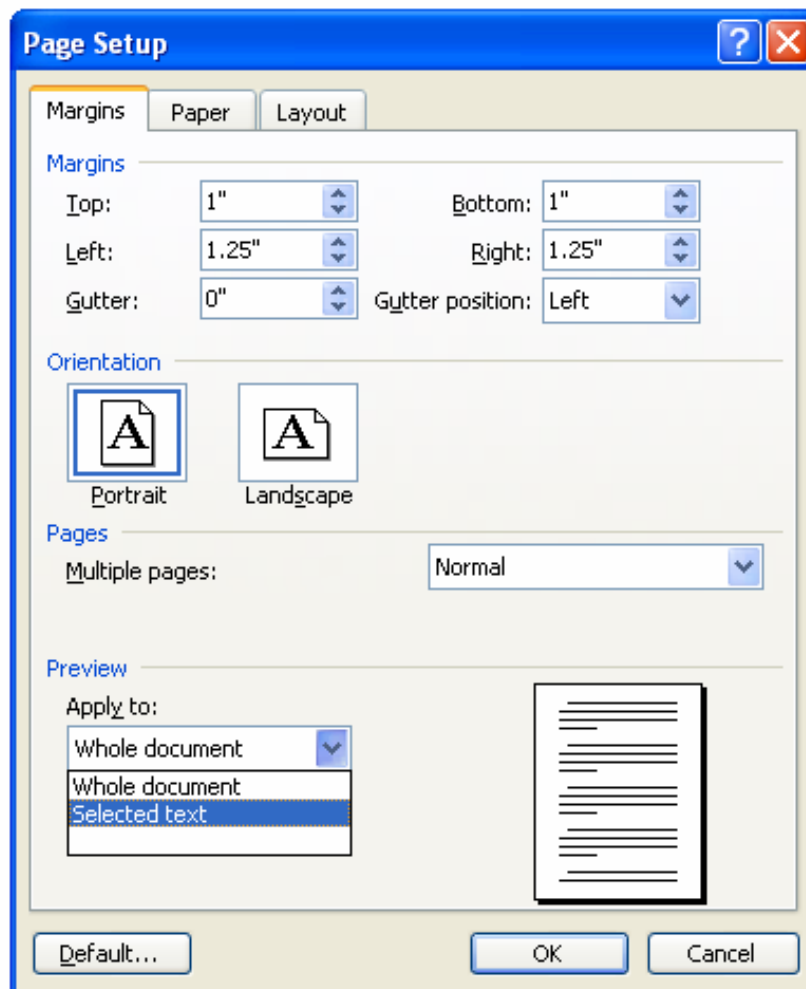 Page Setup
Margins Paper Layout
Margins
Top: 1" Bottom: 1"
Left: 1.25" Right: 1.25"
Gutter: 0" Gutter position: Left
Orientation
A A
Portrait Landscape
Pages
Multiple pages: Normal
Preview
Apply to:
Whole document
Whole document
Selected text
Default... OK Cancel